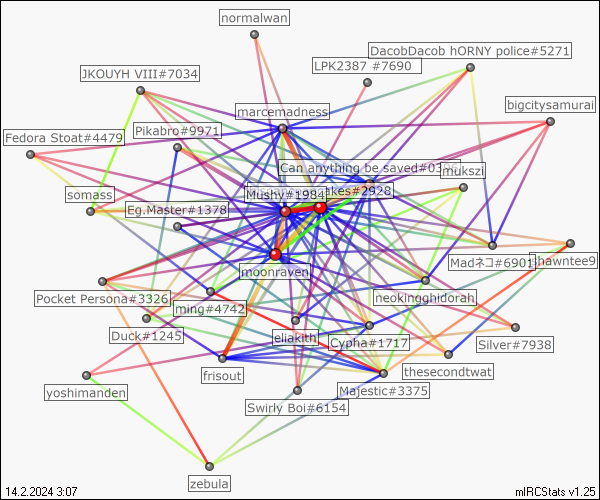 normalwan
DacobDacob hORNY police#5271
LPK2387 #7690
JKOUYH VIII#7034
bigcitysamurai
marcemadness
Pikabro#9971
Fedora Stoat#4479
Can anything be saved#03
mukszi
somass
Mushy#1984
akes#2928
Eg.Master#1378
Madネコ#6901
shawntee9
moonraven
Pocket Persona#3326
neokinghidorah
ming#4742
Duck#1245
eliakith
Cypha#1717
Silver#7938
frisout
thesecondtwat
yoshimanden
Majestic#3375
Swirly Boi#6154
zebula
14.2.2024 3:07
mIRCStats v1.25